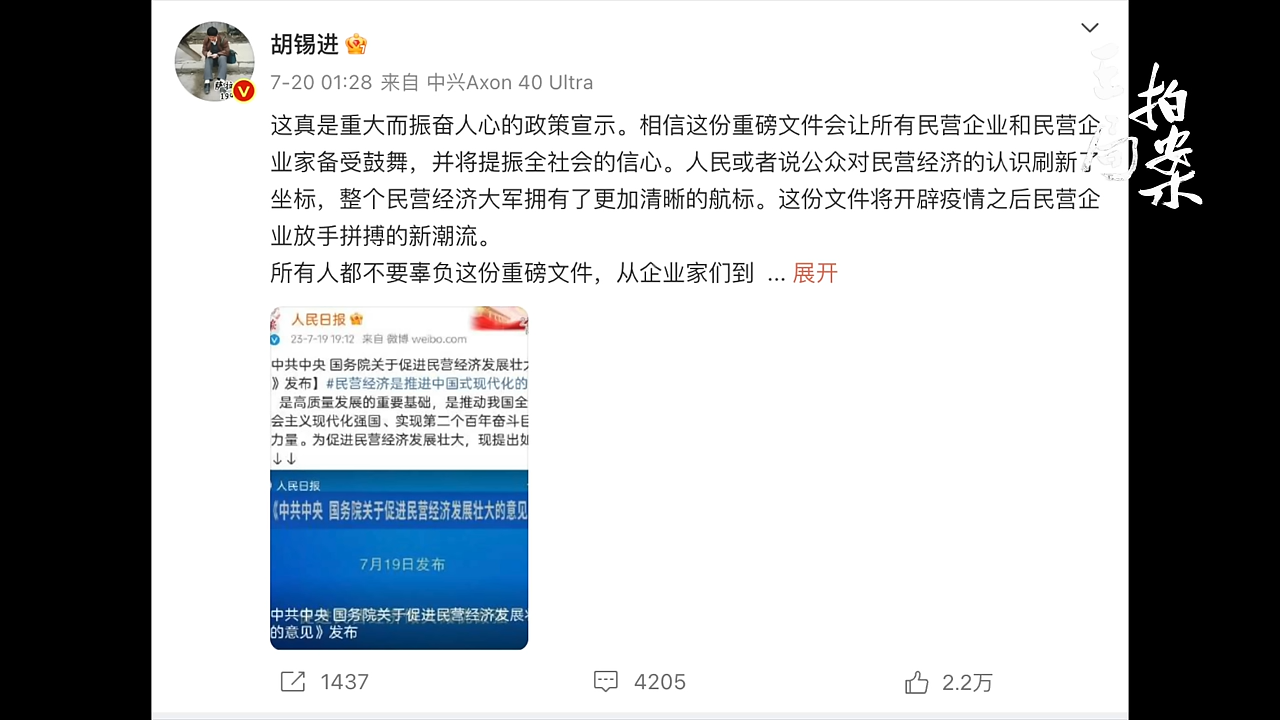 胡锡进
7-20 01:28 来自 中兴Axon 40 Ultra
这真是重大而振奋人心的政策宣示。相信这份重磅文件会让所有民营企业和民营企
业家备受鼓舞，并将提振全社会的信心。人民或者说公众对民营经济的认识刷新了
坐标，整个民营经济大军拥有了更加清晰的航标。这份文件将开辟疫情之后民营企
业放手拼搏的新潮流。
所有人都不要辜负这份重磅文件，从企业家们到 ... 展开
人民日报
23-7-19 19:12 来自 微博 weibo.com
中共中央 国务院关于促进民营经济发展壮大
》发布】#民营经济是推进中国式现代化的
是高质量发展的重要基础，是推动我国全
会主义现代化强国、实现第二个百年奋斗目
力量。为促进民营经济发展壮大，现提出如
↓↓
人民日报
《中共中央 国务院关于促进民营经济发展壮大的意见
7月19日发布
中共中央 国务院关于促进民营经济发展壮
的意见》发布
1437
4205
2.2万
王局
拍案